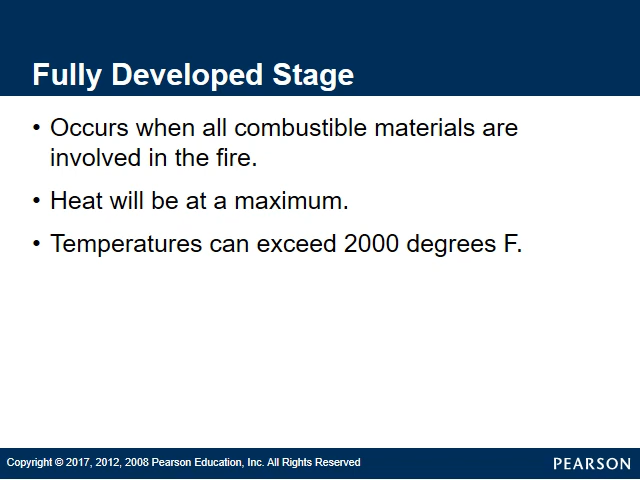 Fully Developed Stage
• Occurs when all combustible materials are
involved in the fire.
• Heat will be at a maximum.
• Temperatures can exceed 2000 degrees F.
Copyright © 2017, 2012, 2008 Pearson Education, Inc. All Rights Reserved
PEARSON